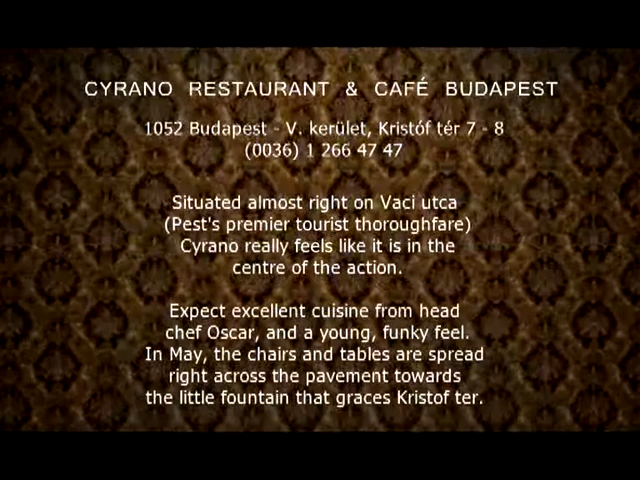 CYRANO RESTAURANT & CAFÉ BUDAPEST
1052 Budapest - V. kerület, Kristóf tér 7 - 8
(0036) 1 266 47 47
Situated almost right on Vaci utca
(Pest's premier tourist thoroughfare)
Cyrano really feels like it is in the
centre of the action.
Expect excellent cuisine from head
chef Oscar, and a young, funky feel.
In May, the chairs and tables are spread
right across the pavement towards
the little fountain that graces Kristof ter.